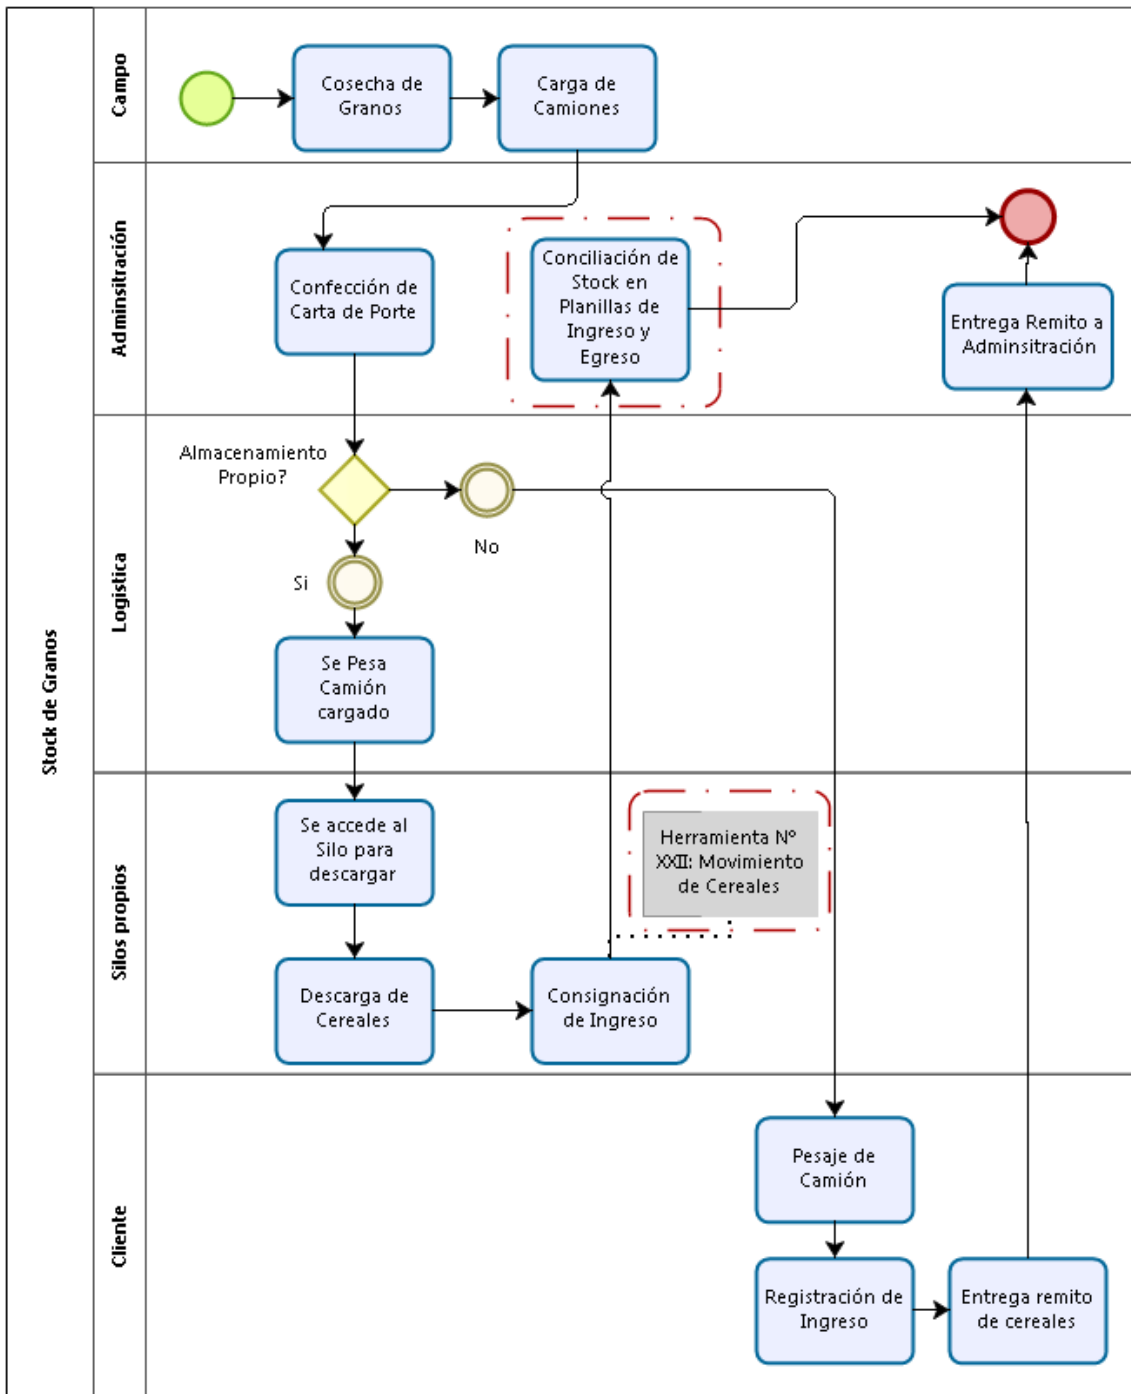 Stock de Granos
Campo
Cosecha de
Granos
Carga de
Camiones
Adminsitración
Confección de
Carta de Porte
Conciliación de
Stock en
Planillas de
Ingreso y
Egreso
Entrega Remito a
Adminsitración
Logistica
Almacenamiento
Propio?
No
Si
Se Pesa
Camión
cargado
Silos propios
Se accede al
Silo para
descargar
Herramienta Nº
XXII: Movimiento
de Cereales
Descarga de
Cereales
Consignación
de Ingreso
Cliente
Pesaje de
Camión
Registración de
Ingreso
Entrega remito
de cereales